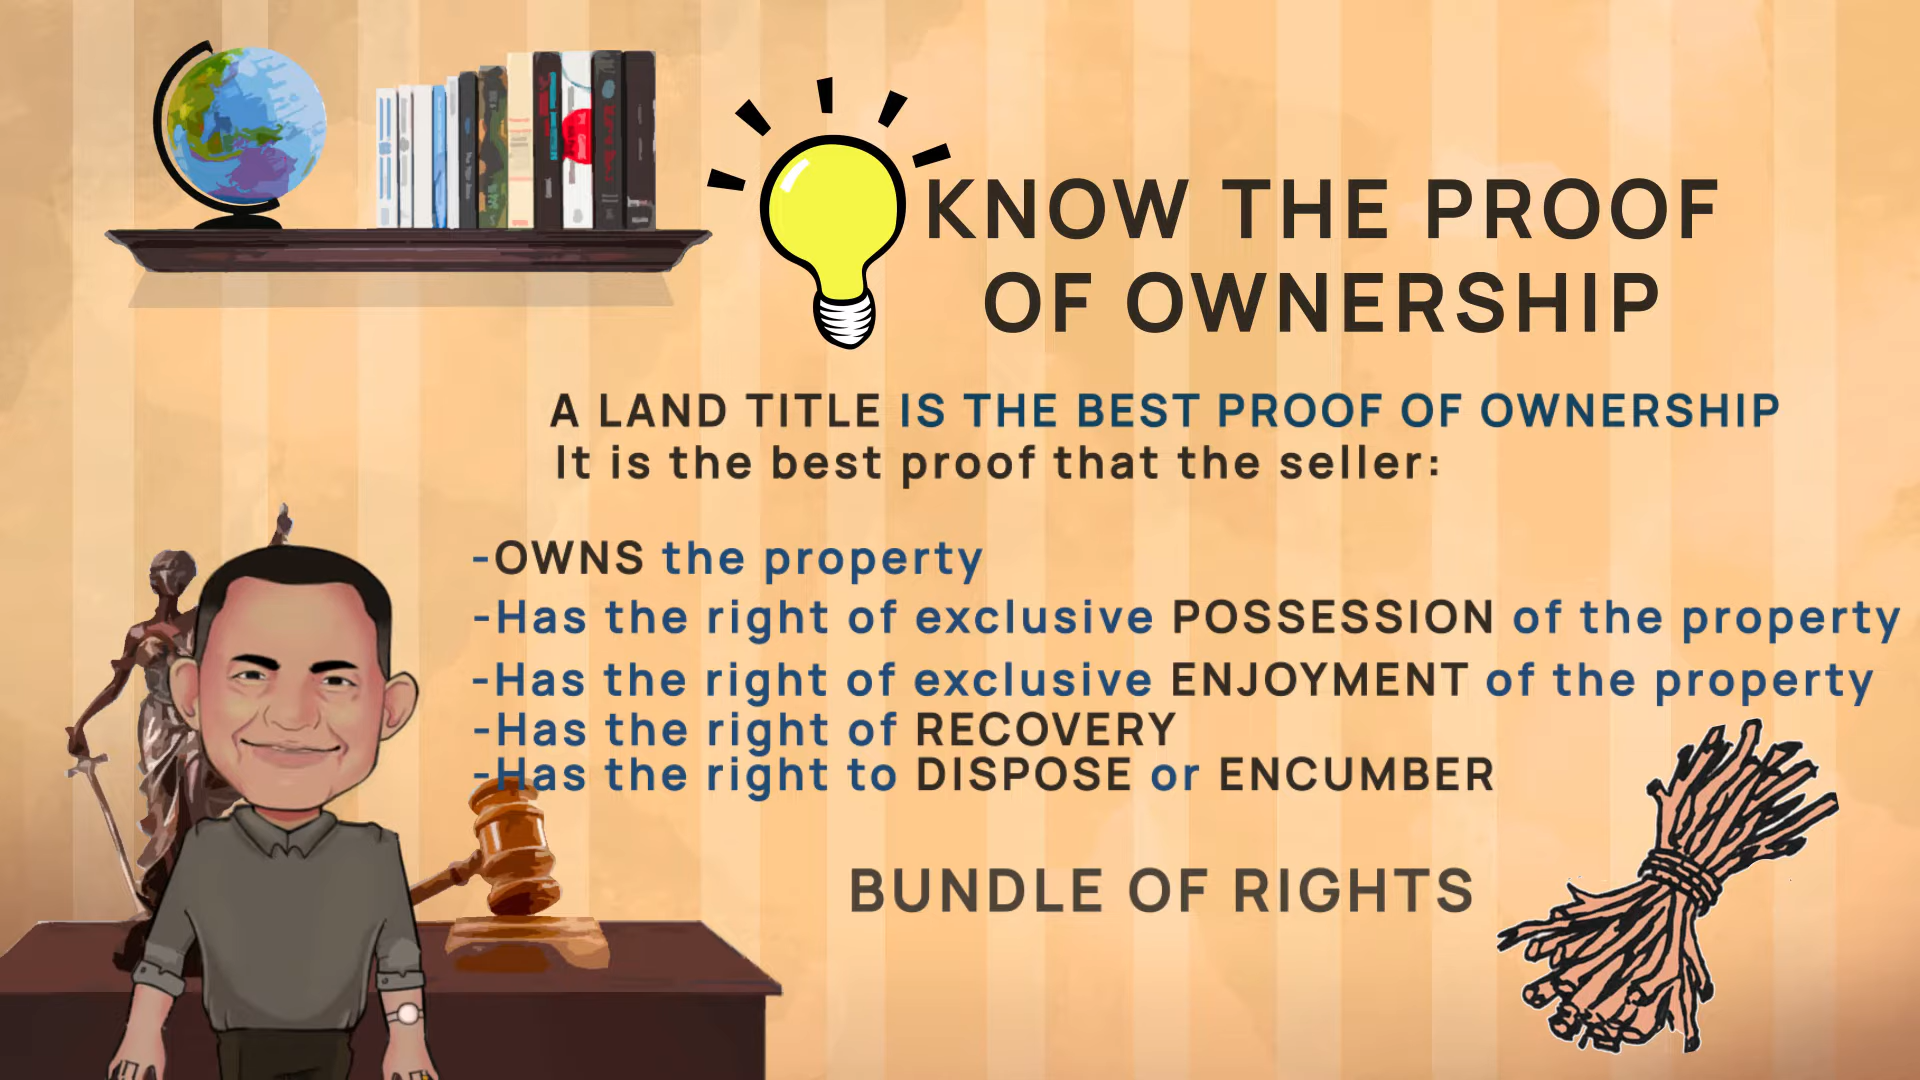 KNOW THE PROOF
OF OWNERSHIP
A LAND TITLE IS THE BEST PROOF OF OWNERSHIP
It is the best proof that the seller:
-OWNS the property
-Has the right of exclusive POSSESSION of the property
-Has the right of exclusive ENJOYMENT of the property
-Has the right of RECOVERY
-Has the right to DISPOSE or ENCUMBER
BUNDLE OF RIGHTS